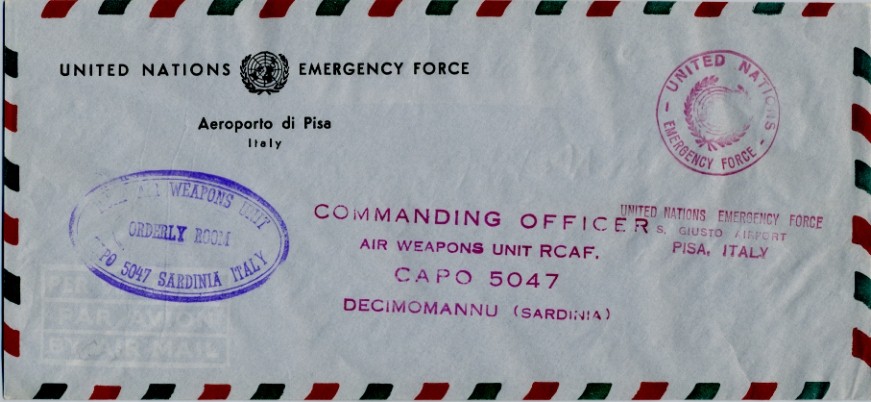 UNITED NATIONS EMERGENCY FORCE
Aeroporto di Pisa
Italy
UNITED NATIONS
EMERGENCY FORCE
AIR WEAPONS UNIT
ORDERLY ROOM
PO 5047 SARDINIA ITALY
COMMANDING OFFICER
AIR WEAPONS UNIT RCAF.
CAPO 5047
DECIMOMANNU (SARDINIA)
UNITED NATIONS EMERGENCY FORCE
S. GIUSTO AIRPORT
PISA, ITALY
PAR AVION
BY AIR MAIL